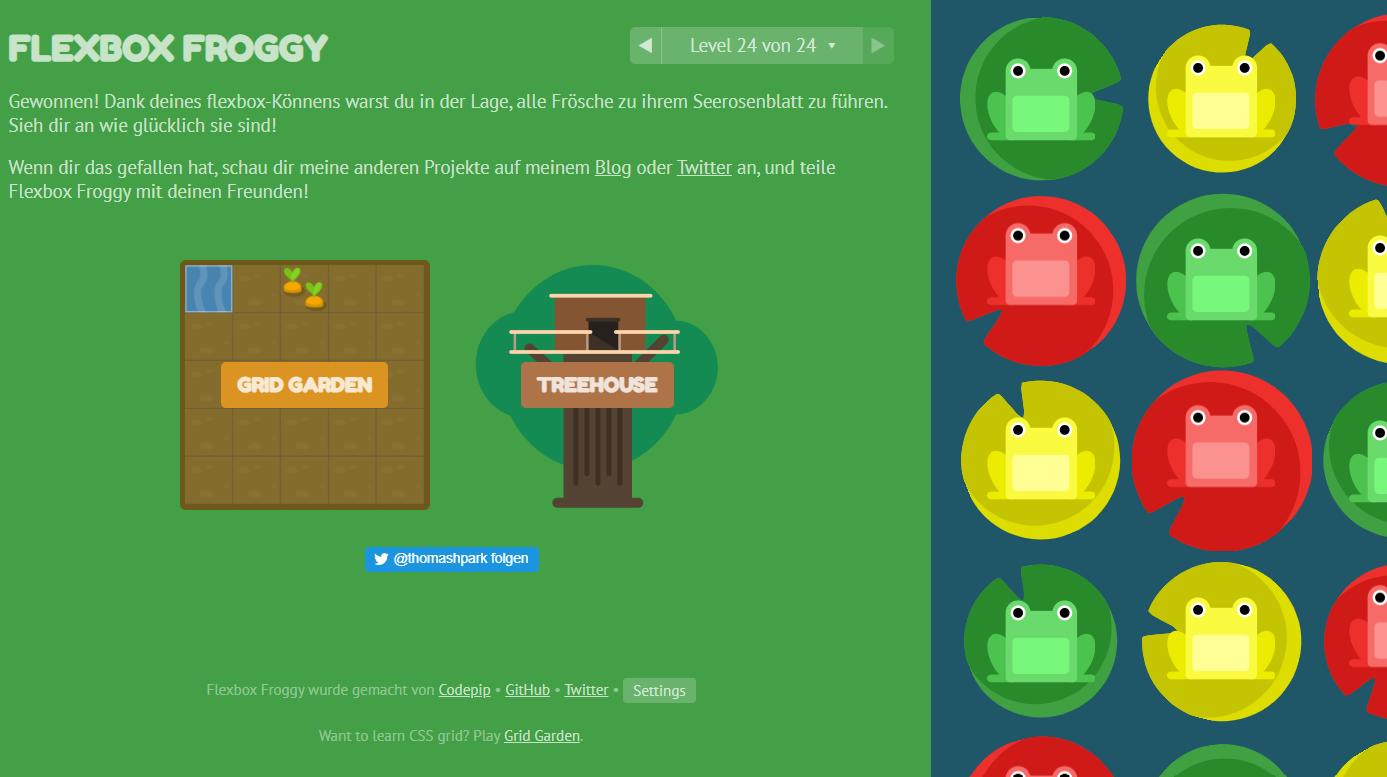 FLEXBOX FROGGY
Level 24 von 24
Gewonnen! Dank deines flexbox-Könnens warst du in der Lage, alle Frösche zu ihrem Seerosenblatt zu führen.
Sieh dir an wie glücklich sie sind!
Wenn dir das gefallen hat, schau dir meine anderen Projekte auf meinem Blog oder Twitter an, und teile
Flexbox Froggy mit deinen Freunden!
GRID GARDEN
TREEHOUSE
@thomashpark folgen
Flexbox Froggy wurde gemacht von Codepip • GitHub • Twitter • Settings
Want to learn CSS grid? Play Grid Garden.